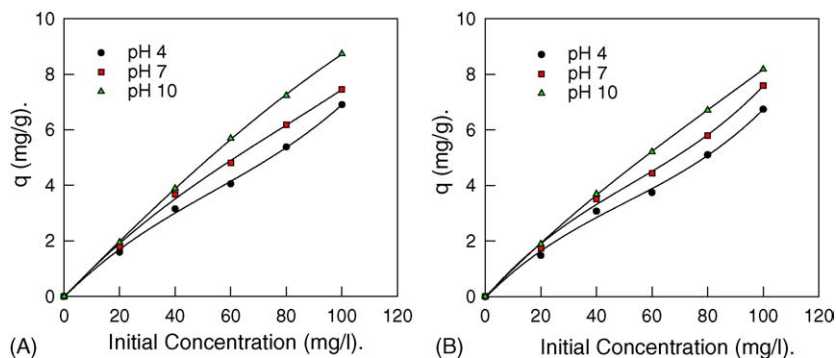 10
8
6
4
2
0
q (mg/g).
pH 4
pH 7
pH 10
0 20 40 60 80 100 120
Initial Concentration (mg/l).
(A)
10
8
6
4
2
0
q (mg/g).
pH 4
pH 7
pH 10
0 20 40 60 80 100 120
Initial Concentration (mg/l).
(B)